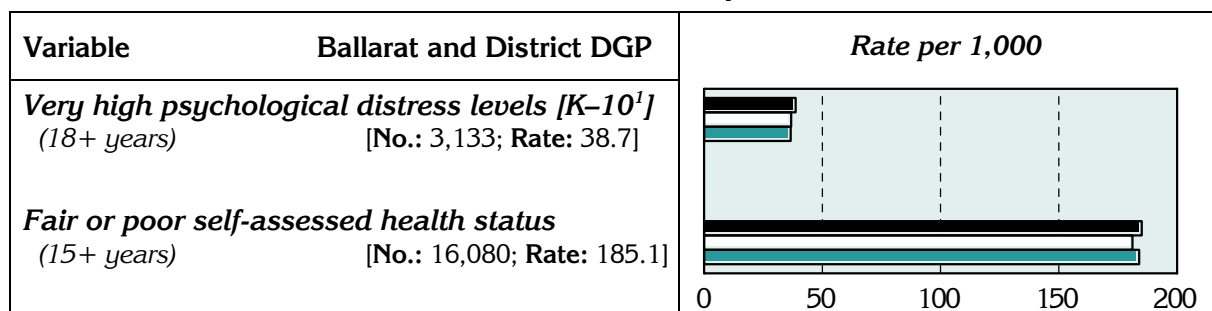 Variable Ballarat and District DGP Rate per 1,000
Very high psychological distress levels [K–10¹]
(18+ years) [No.: 3,133; Rate: 38.7]
Fair or poor self-assessed health status
(15+ years) [No.: 16,080; Rate: 185.1]
0 50 100 150 200